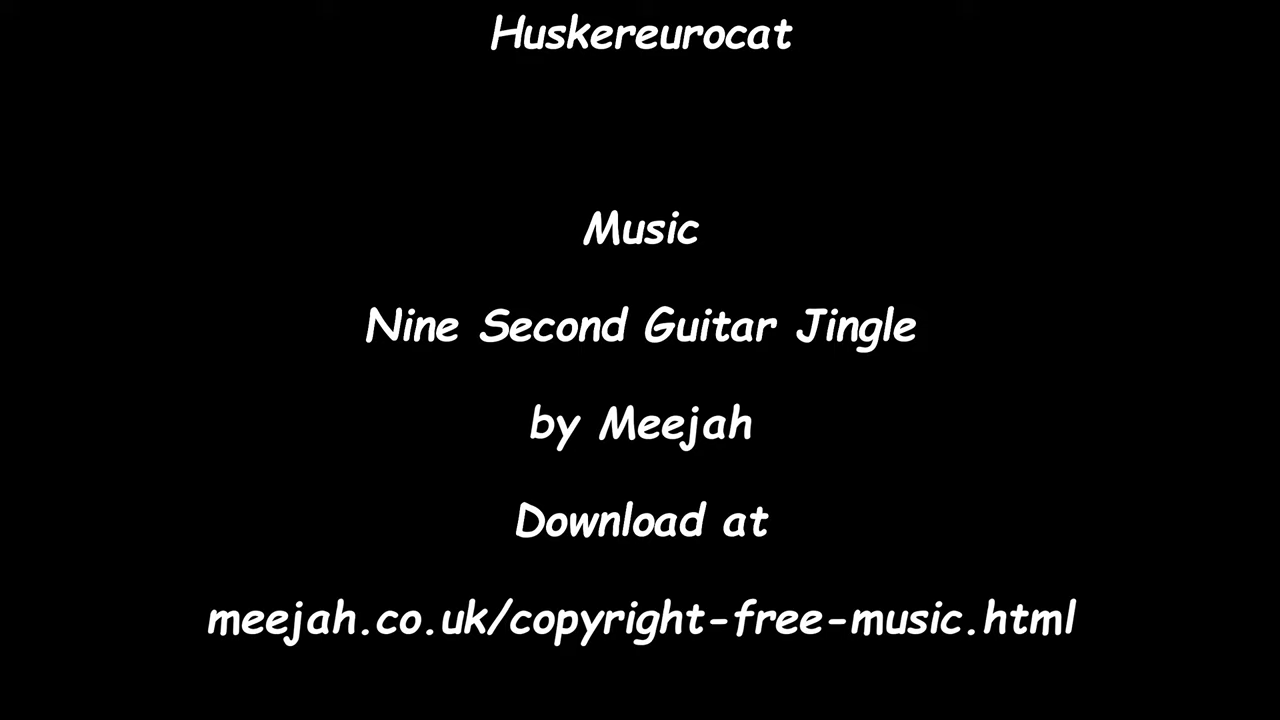 Huskereurocat
Music
Nine Second Guitar Jingle
by Meejah
Download at
meejah.co.uk/copyright-free-music.html